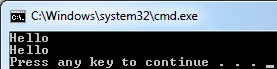 C:\Windows\system32\cmd.exe
Hello
Hello
Press any key to continue . . .